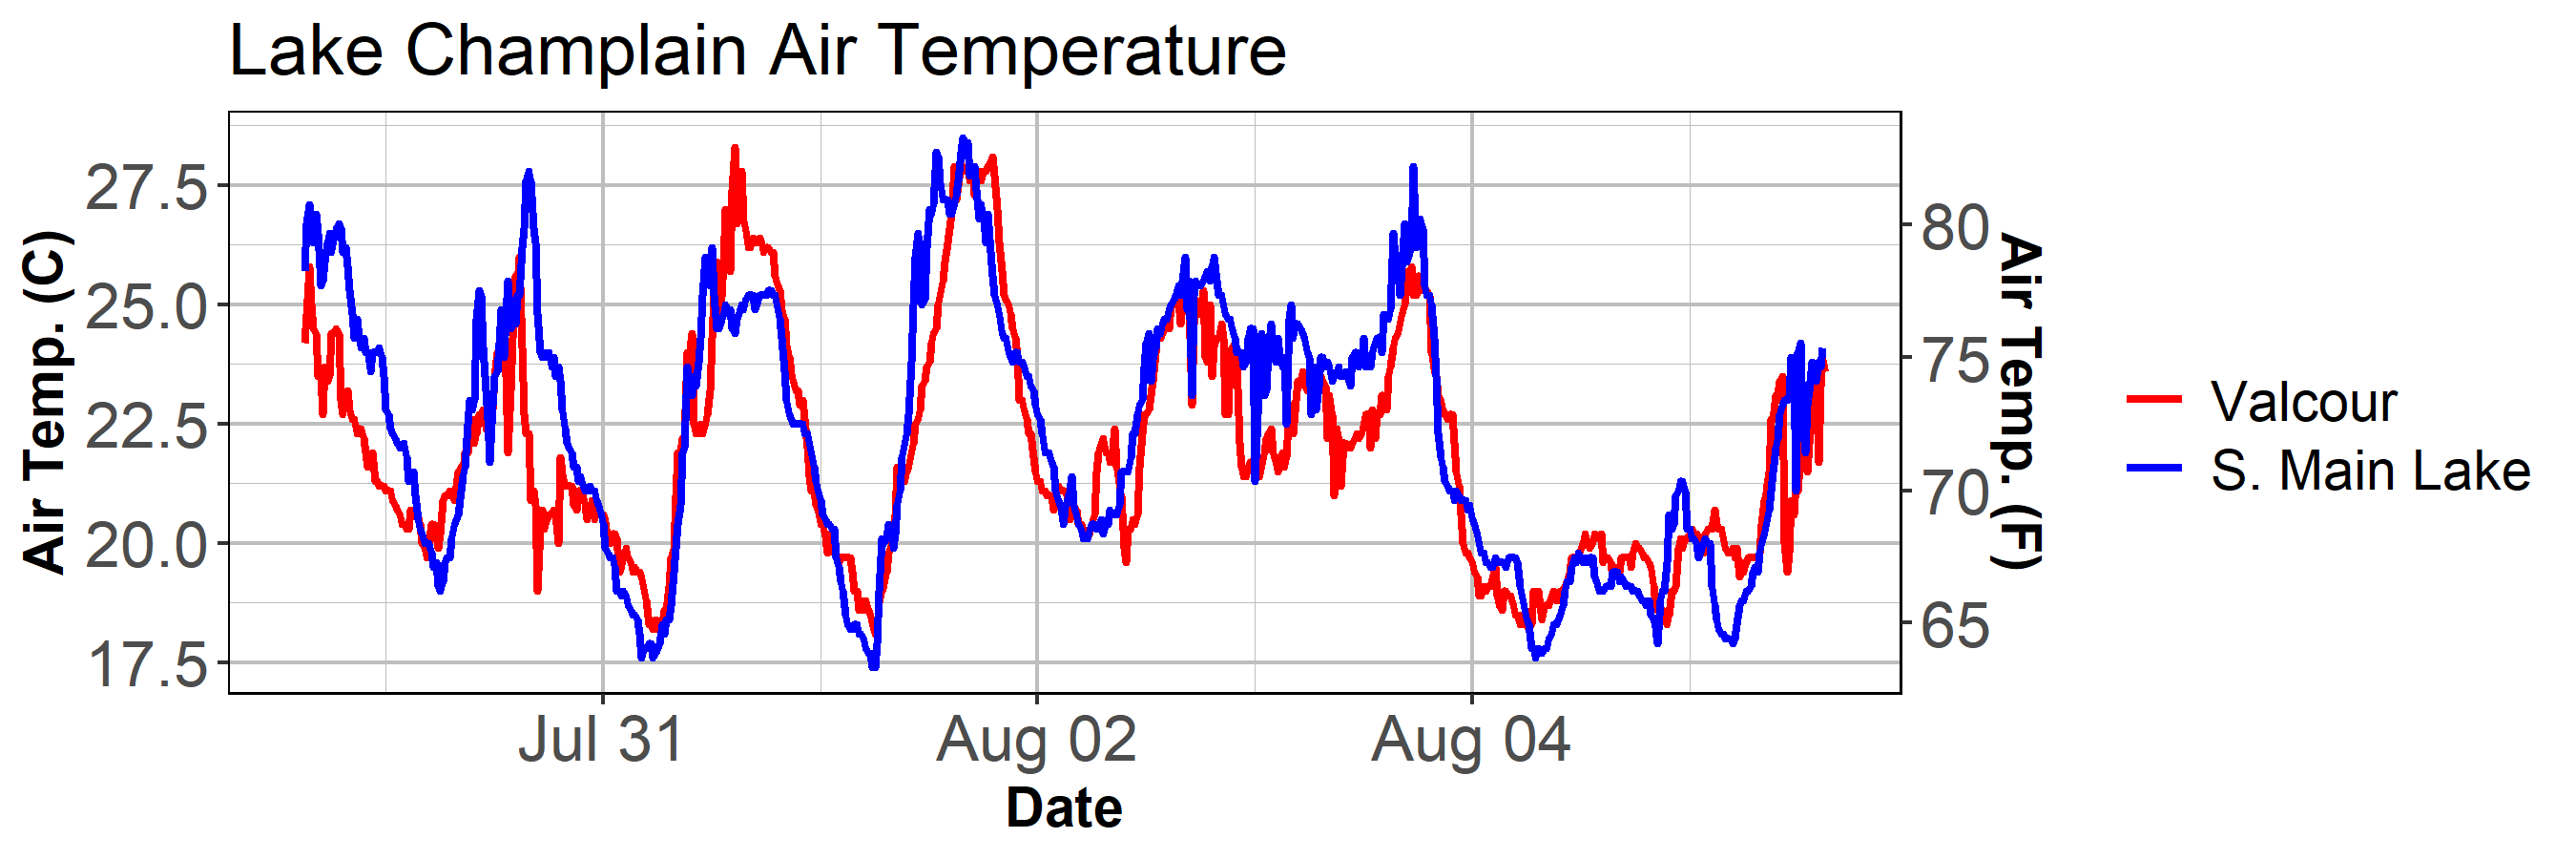 Lake Champlain Air Temperature
Air Temp. (C)
27.5
25.0
22.5
20.0
17.5
80
75
70
65
Air Temp. (F)
Jul 31
Aug 02
Aug 04
Date
Valcour
S. Main Lake